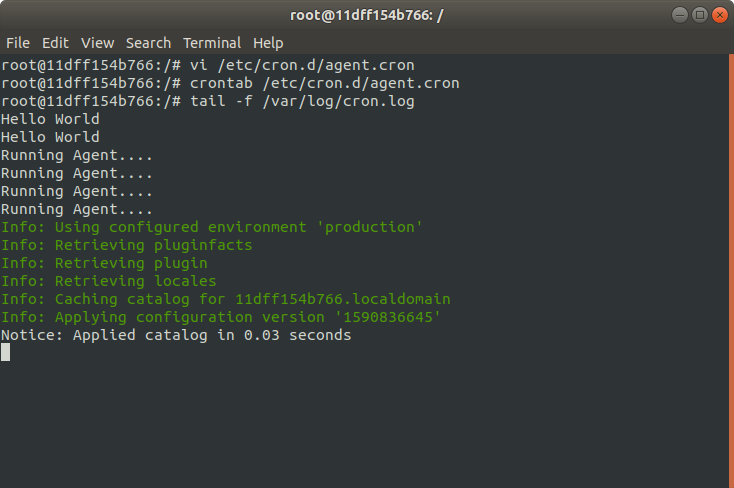 root@11dff154b766: /
File Edit View Search Terminal Help
root@11dff154b766:/# vi /etc/cron.d/agent.cron
root@11dff154b766:/# crontab /etc/cron.d/agent.cron
root@11dff154b766:/# tail -f /var/log/cron.log
Hello World
Hello World
Running Agent....
Running Agent....
Running Agent....
Running Agent....
Info: Using configured environment 'production'
Info: Retrieving pluginfacts
Info: Retrieving plugin
Info: Retrieving locales
Info: Caching catalog for 11dff154b766.localdomain
Info: Applying configuration version '1590836645'
Notice: Applied catalog in 0.03 seconds